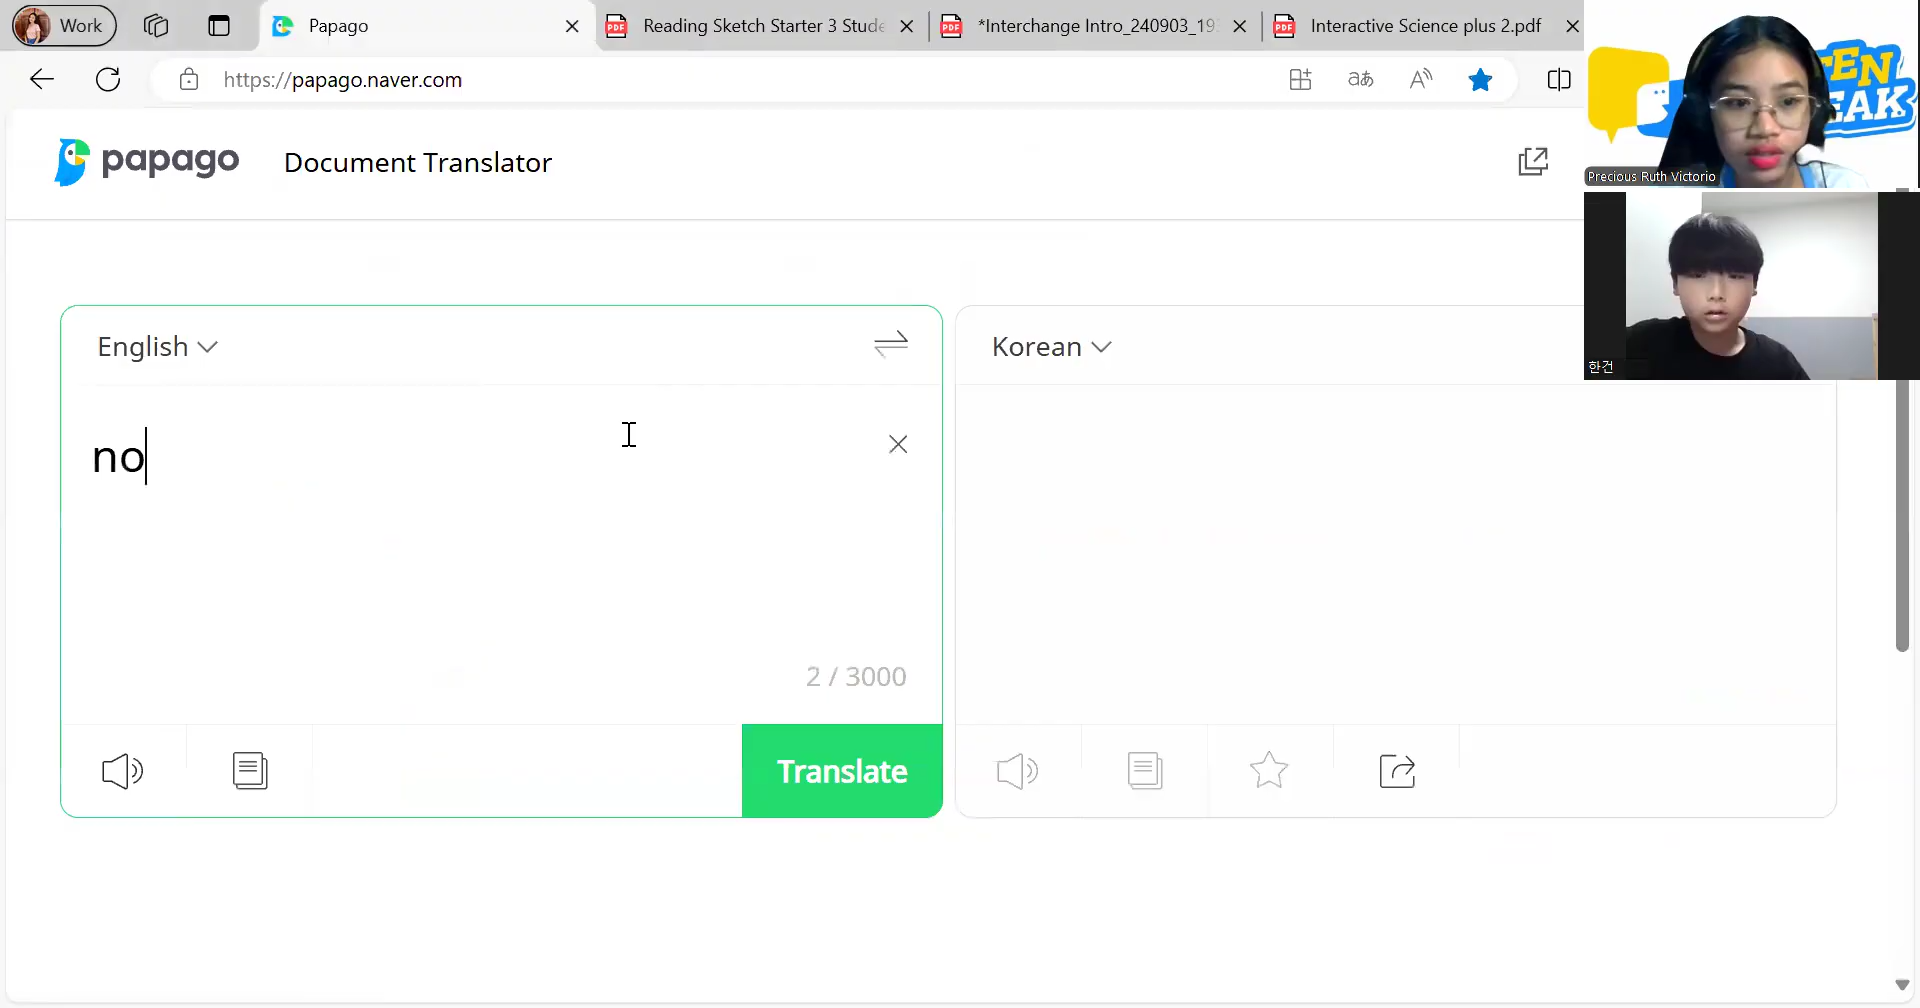 Work
Papago
Reading Sketch Starter 3 Stude
*Interchange Intro_240903_19
Interactive Science plus 2.pdf
https://papago.naver.com
papago
Document Translator
EN
EAK
Precious Ruth Victorio
한건
English
Korean
no
2 / 3000
Translate